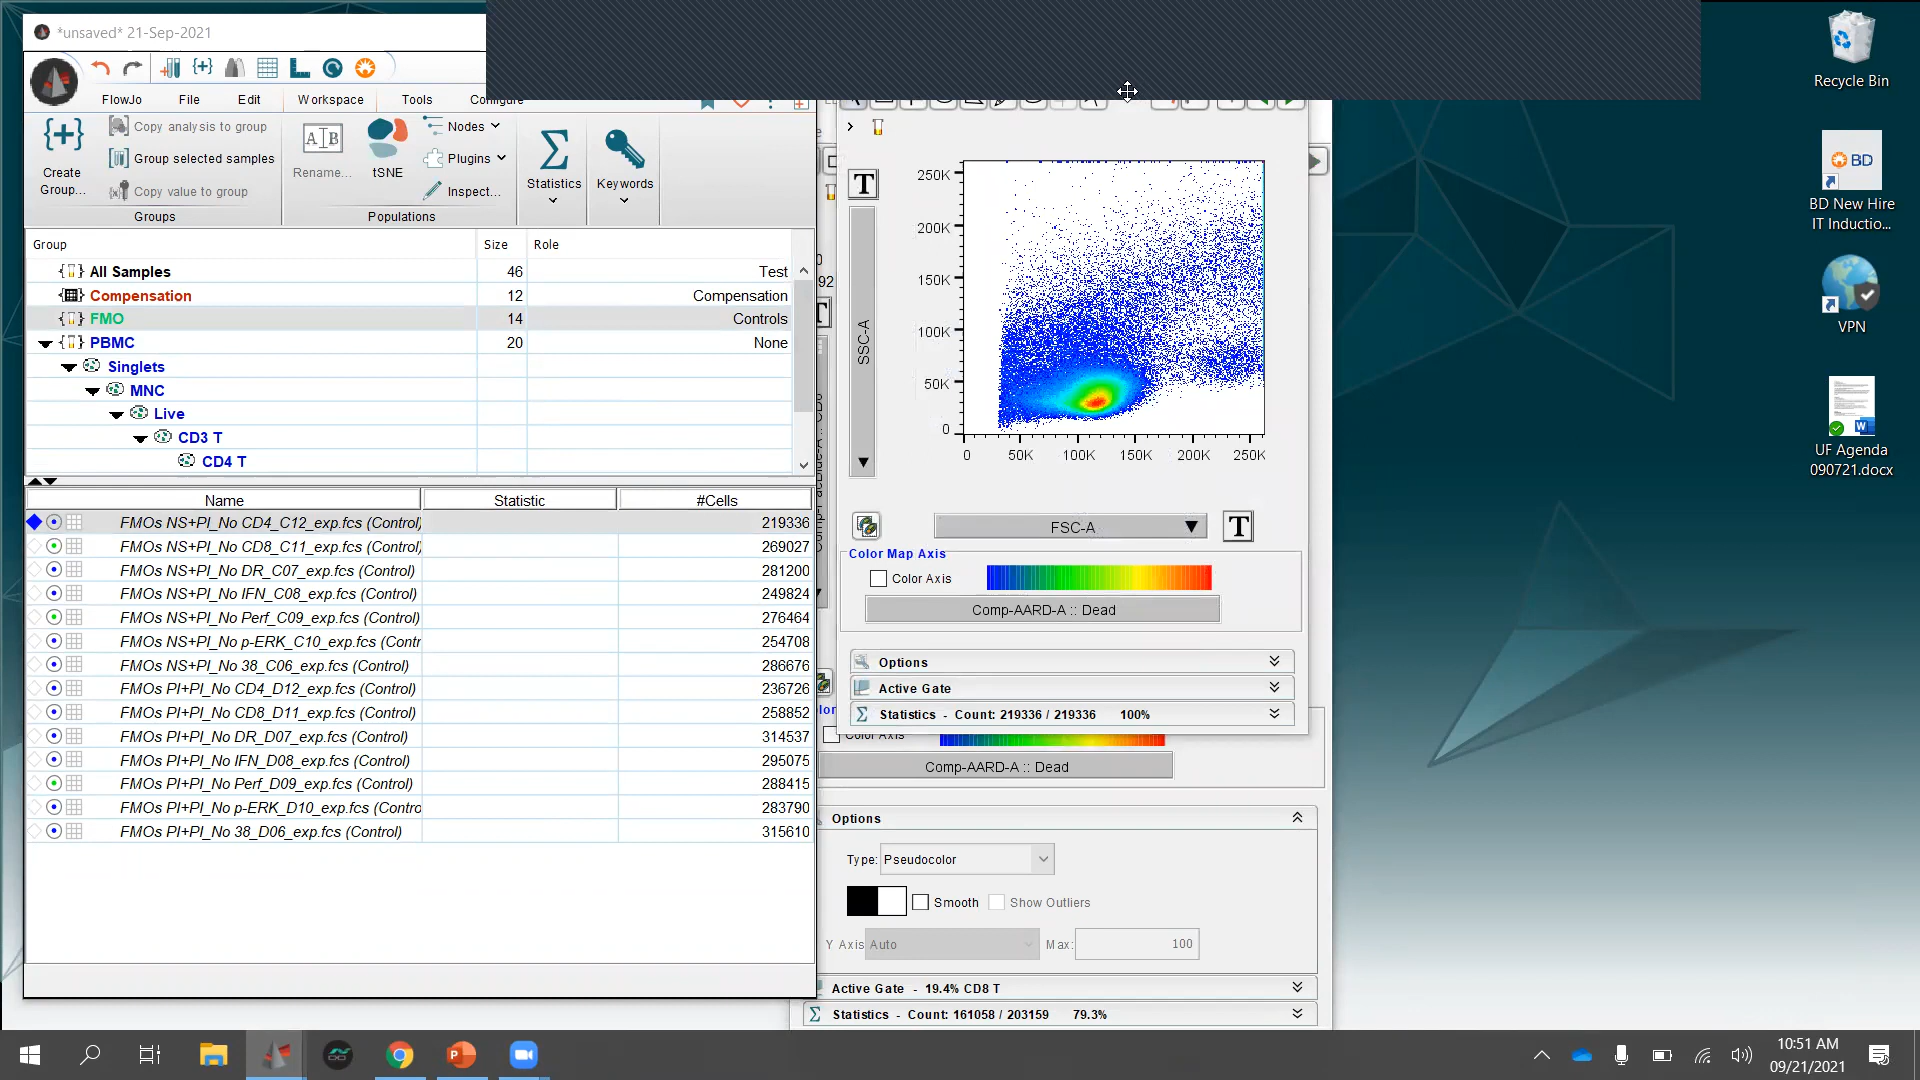 *unsaved* 21-Sep-2021
FlowJo File Edit Workspace Tools Configure
Create Group...
Copy analysis to group
Group selected samples
Copy value to group
Groups
Rename...
tSNE
Nodes
Plugins
Inspect...
Populations
Statistics
Keywords
Group Size Role
All Samples 46 Test
Compensation 12 Compensation
FMO 14 Controls
PBMC 20 None
Singlets
MNC
Live
CD3 T
CD4 T
Name Statistic #Cells
FMOs NS+PI_No CD4_C12_exp.fcs (Control) 219336
FMOs NS+PI_No CD8_C11_exp.fcs (Control) 269027
FMOs NS+PI_No DR_C07_exp.fcs (Control) 281200
FMOs NS+PI_No IFN_C08_exp.fcs (Control) 249824
FMOs NS+PI_No Perf_C09_exp.fcs (Control) 276464
FMOs NS+PI_No p-ERK_C10_exp.fcs (Contr 254708
FMOs NS+PI_No 38_C06_exp.fcs (Control) 286676
FMOs PI+PI_No CD4_D12_exp.fcs (Control) 236726
FMOs PI+PI_No CD8_D11_exp.fcs (Control) 258852
FMOs PI+PI_No DR_D07_exp.fcs (Control) 314537
FMOs PI+PI_No IFN_D08_exp.fcs (Control) 295075
FMOs PI+PI_No Perf_D09_exp.fcs (Control) 288415
FMOs PI+PI_No p-ERK_D10_exp.fcs (Contro 283790
FMOs PI+PI_No 38_D06_exp.fcs (Control) 315610
T
SSC-A
250K
200K
150K
100K
50K
0
0 50K 100K 150K 200K 250K
FSC-A
T
Color Map Axis
Color Axis
Comp-AARD-A :: Dead
Options
Active Gate
Statistics - Count: 219336 / 219336 100%
92
Comp-AARD-A :: Dead
Options
Type: Pseudocolor
Smooth
Show Outliers
Y Axis Auto
Max: 100
Active Gate - 19.4% CD8 T
Statistics - Count: 161058 / 203159 79.3%
Recycle Bin
BD
BD New Hire
IT Inductio...
VPN
UF Agenda
090721.docx
10:51 AM
09/21/2021